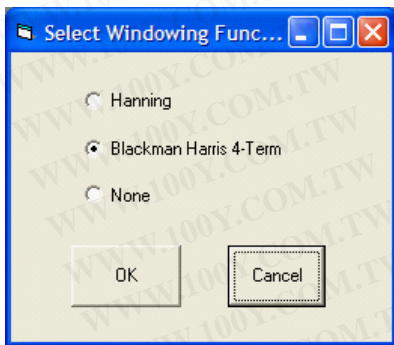 Select Windowing Func...
Hanning
Blackman Harris 4-Term
None
OK
Cancel
WWW.100Y.COM.TW